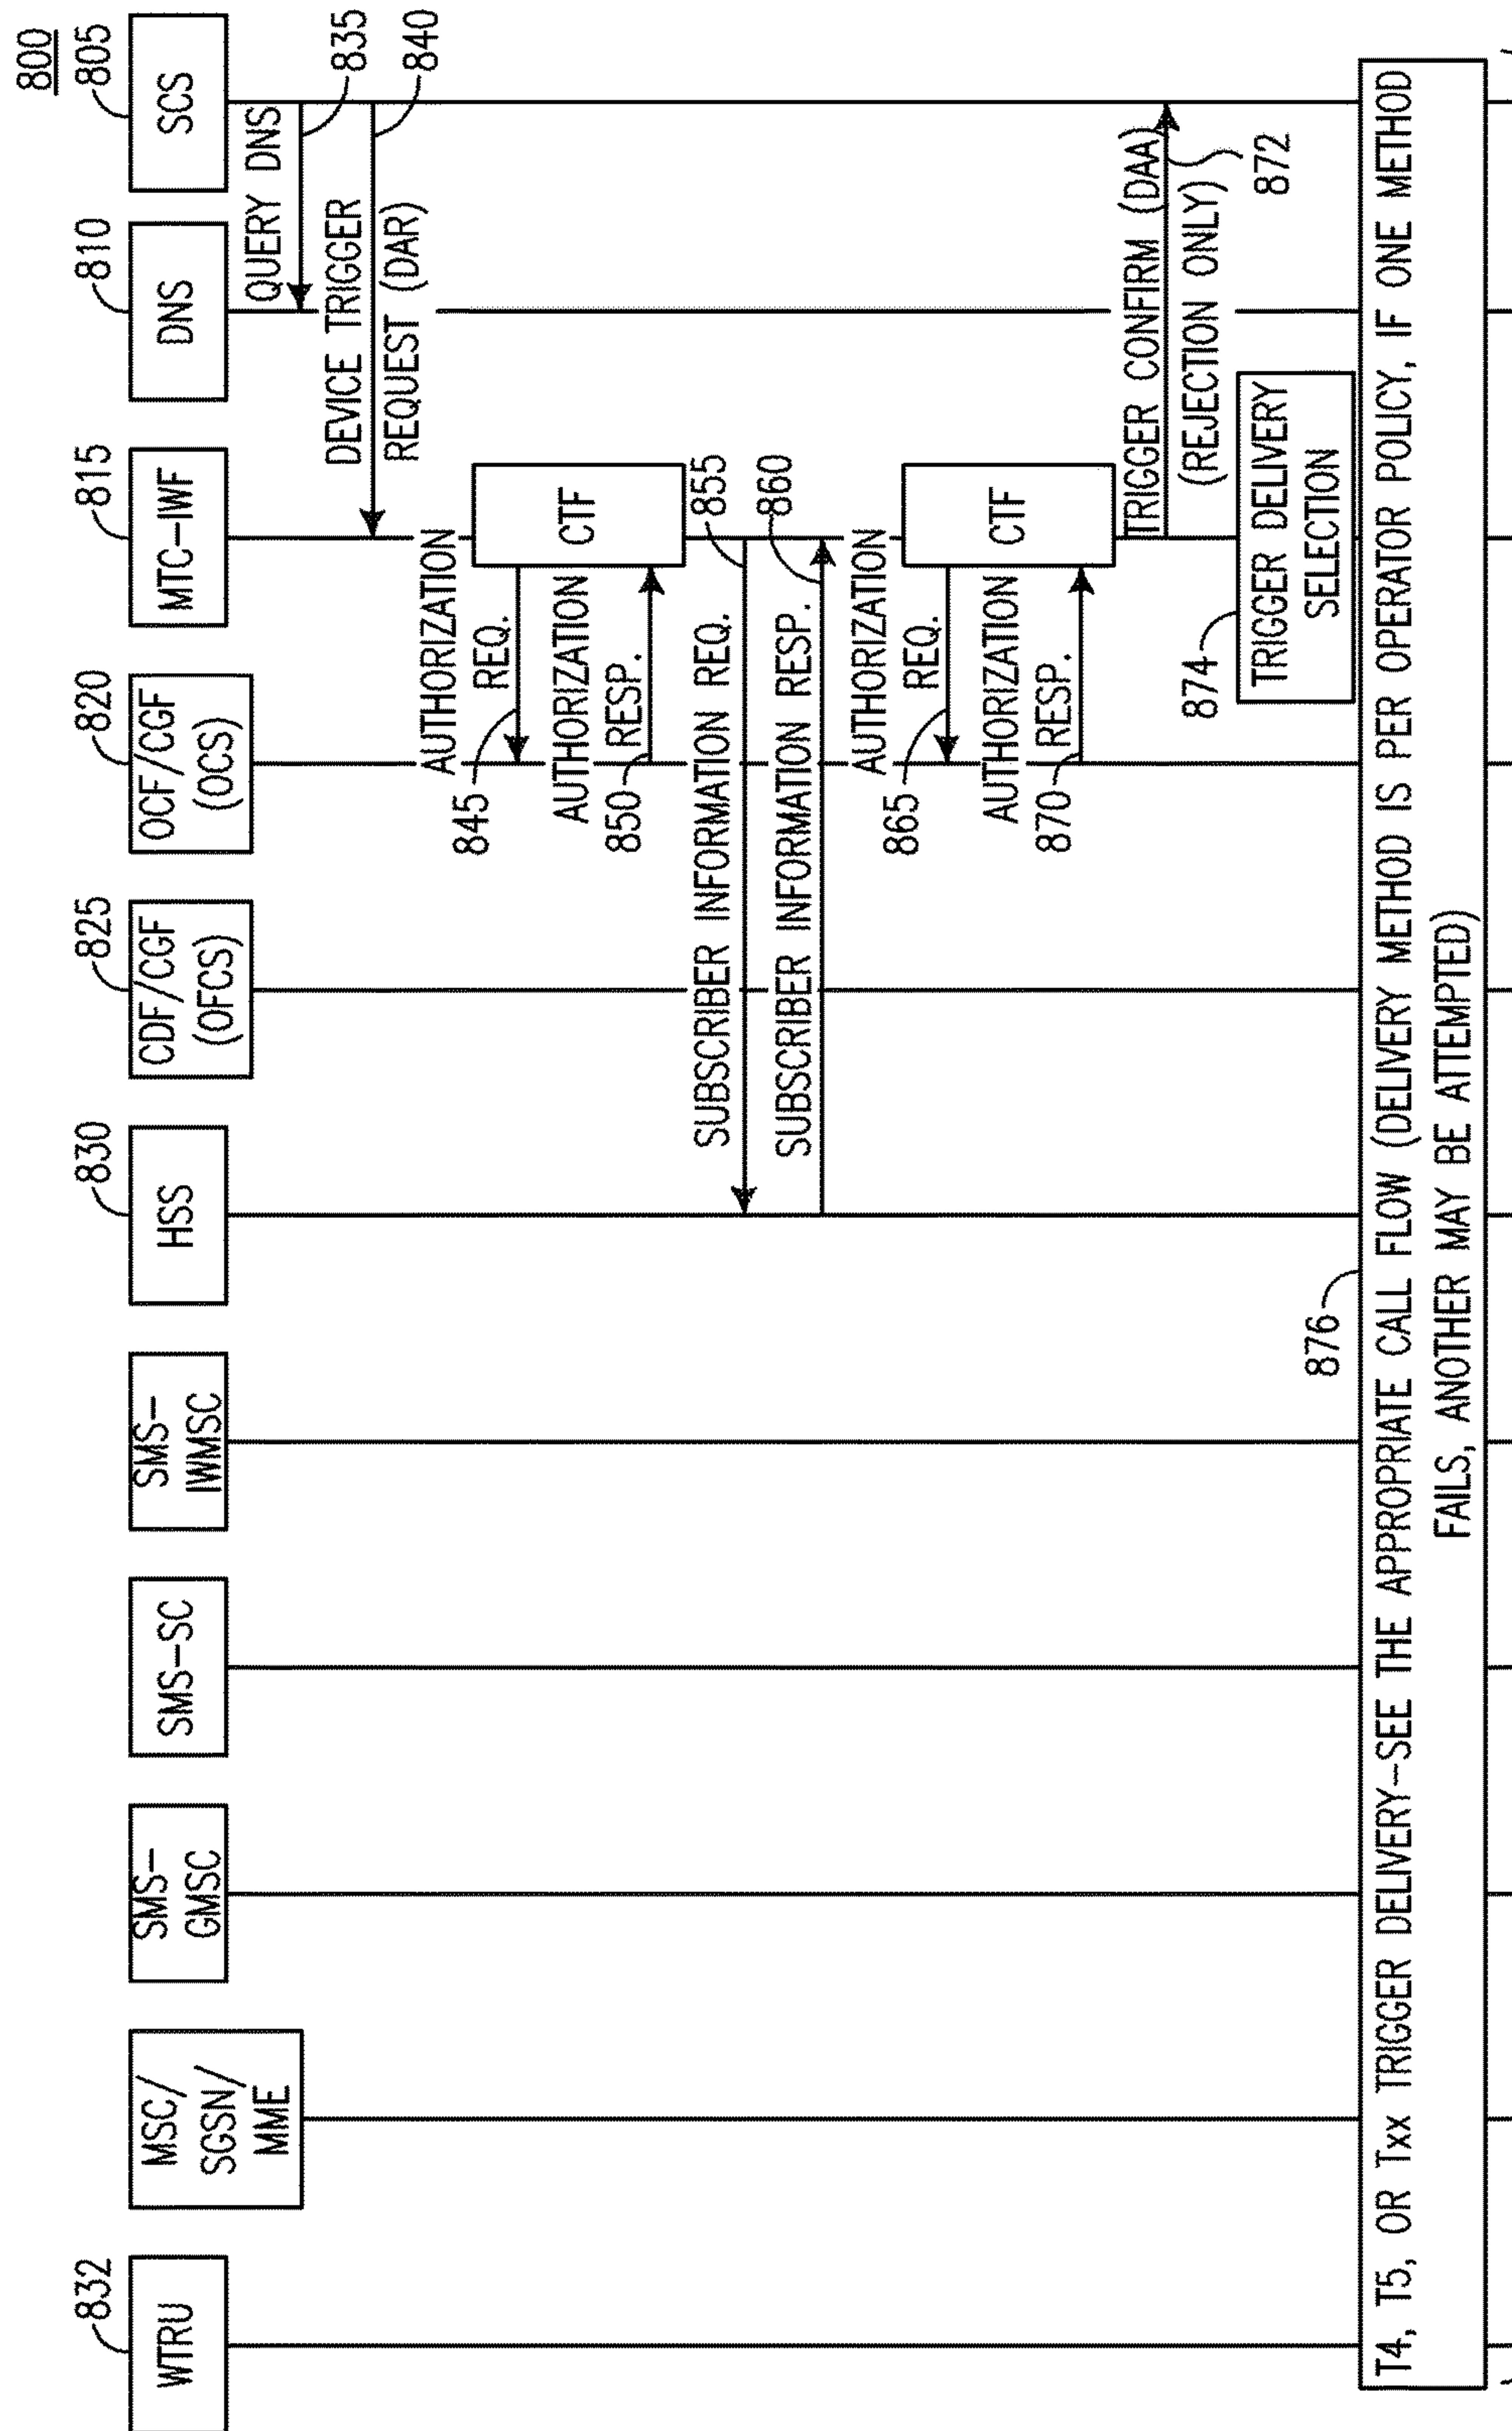 800
832
WTRU
MSC/
SGSN/
MME
SMS-
GMSC
SMS-SC
SMS-
IWMSC
830
HSS
825
CDF/CGF
(OFCS)
820
OCF/CGF
(OCS)
815
MTC-IWF
810
DNS
805
SCS
QUERY DNS
835
DEVICE TRIGGER
REQUEST (DAR)
840
AUTHORIZATION
REQ.
845
CTF
AUTHORIZATION
RESP.
850
SUBSCRIBER INFORMATION REQ.
855
SUBSCRIBER INFORMATION RESP.
860
AUTHORIZATION
REQ.
865
CTF
AUTHORIZATION
RESP.
870
TRIGGER CONFIRM (DAA)
(REJECTION ONLY)
872
874
TRIGGER DELIVERY
SELECTION
876
T4, T5, OR Txx TRIGGER DELIVERY-SEE THE APPROPRIATE CALL FLOW (DELIVERY METHOD IS PER OPERATOR POLICY, IF ONE METHOD
FAILS, ANOTHER MAY BE ATTEMPTED)